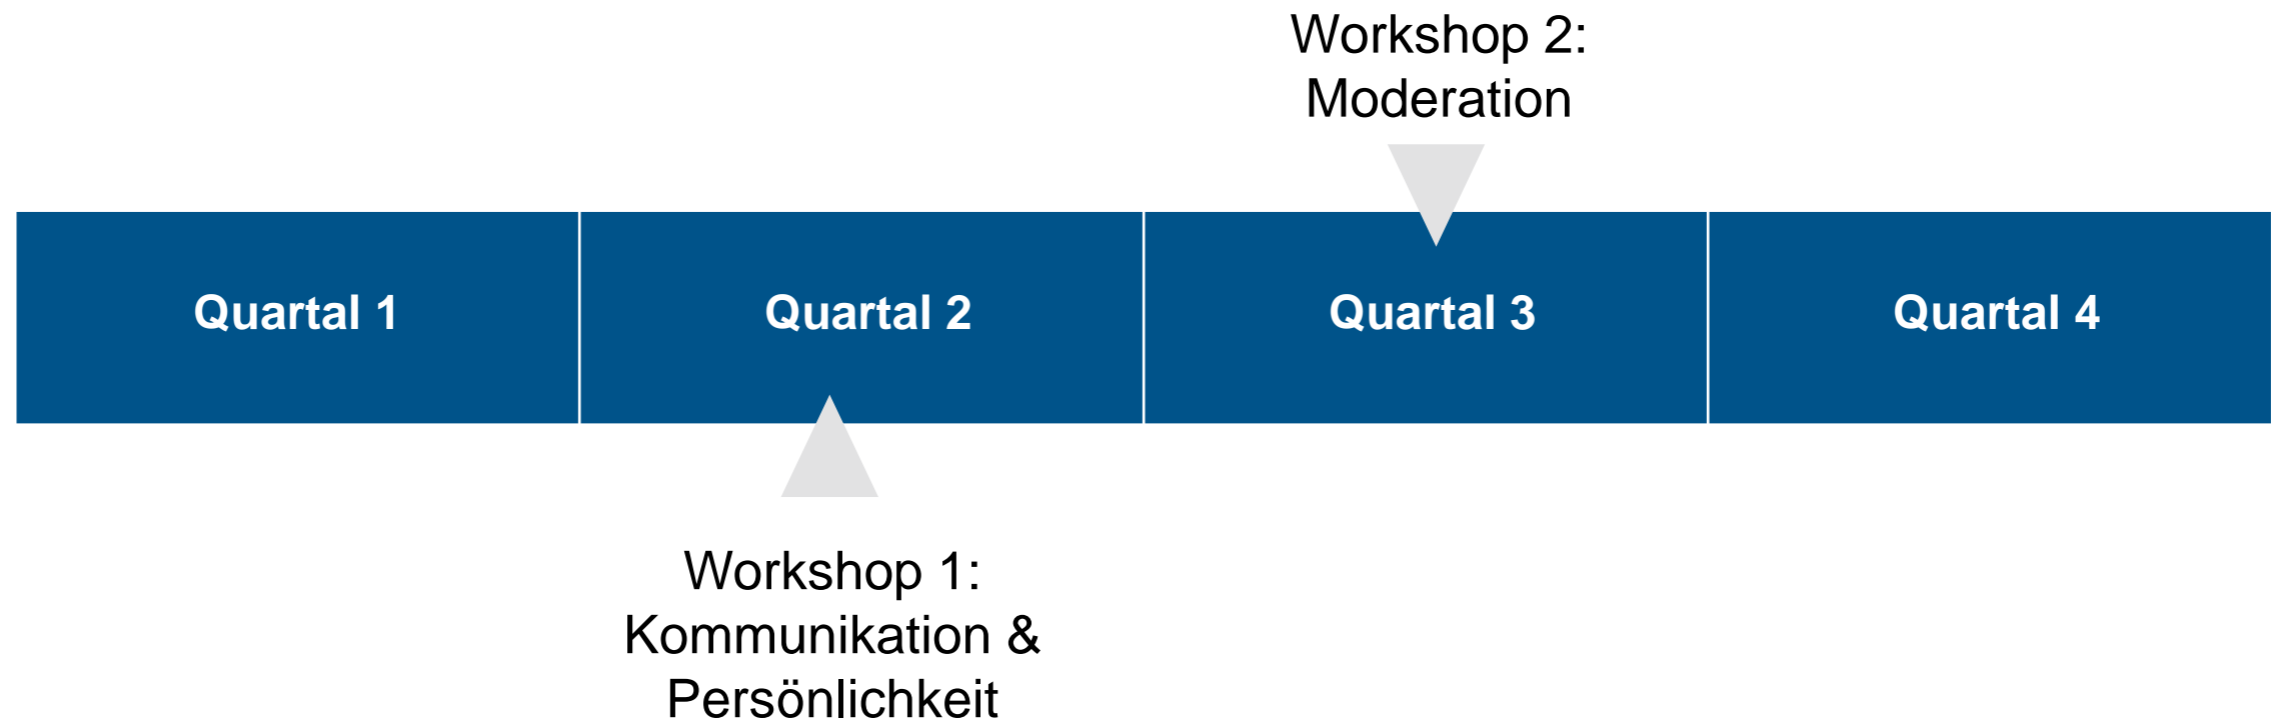 Workshop 2:
Moderation
Quartal 1
Quartal 2
Quartal 3
Quartal 4
Workshop 1:
Kommunikation &
Persönlichkeit